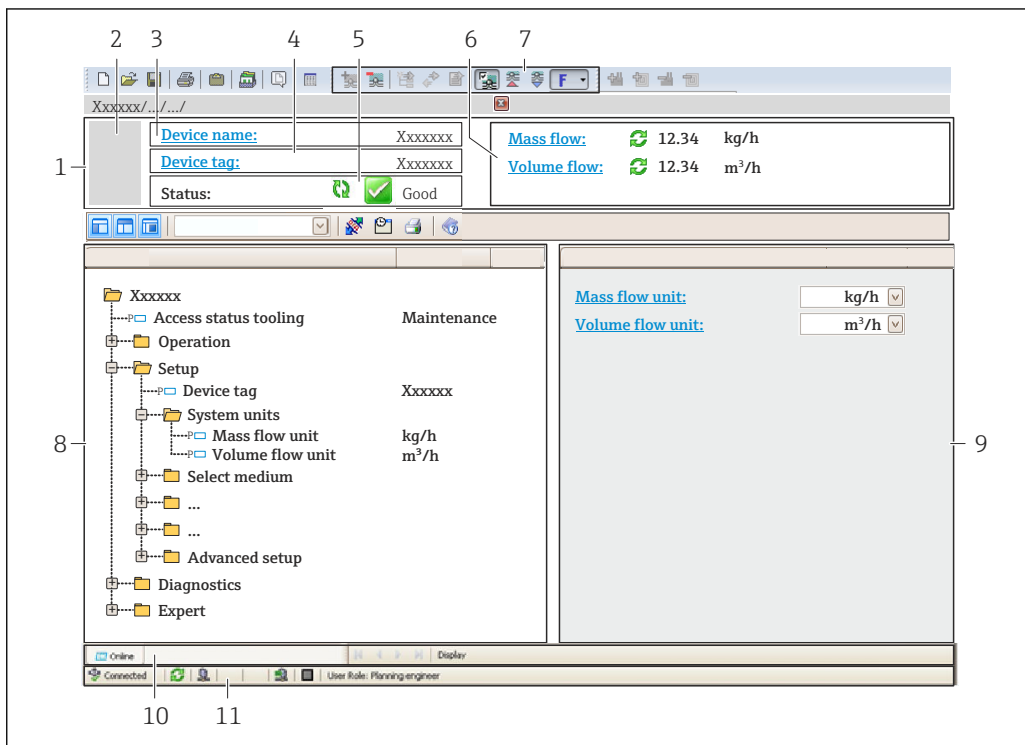 2 3 4 5 6 7
F
Xxxxxx/.../.../
1
Device name: Xxxxxxx
Device tag: Xxxxxxx
Status: Good
Mass flow: 12.34 kg/h
Volume flow: 12.34 m³/h
Xxxxxx
P Access status tooling Maintenance
Operation
Setup
P Device tag Xxxxxx
System units
P Mass flow unit kg/h
P Volume flow unit m³/h
Select medium
...
...
Advanced setup
Diagnostics
Expert
Mass flow unit: kg/h
Volume flow unit: m³/h
8
9
Online Display
Connected User Role: Planning engineer
10 11